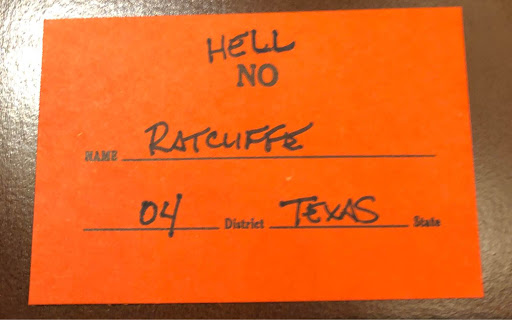 HELL
NO
NAME RATCLIFFE
04 District TEXAS State